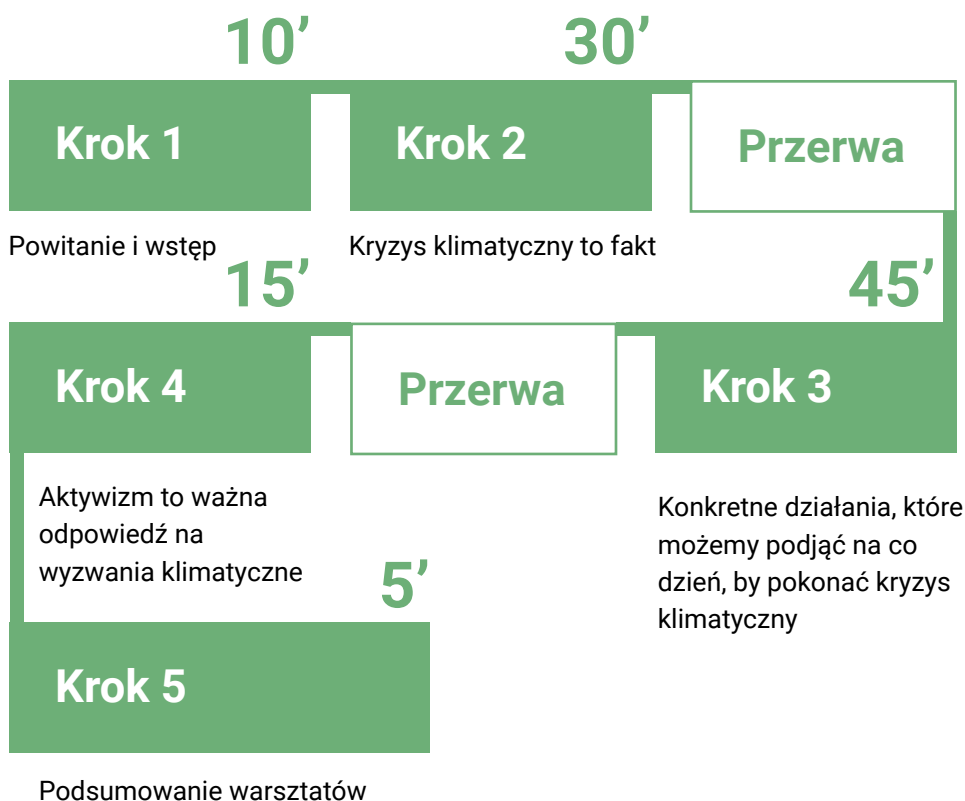 10’
30’
Krok 1
Krok 2
Przerwa
Powitanie i wstęp
Kryzys klimatyczny to fakt
15’
45’
Krok 4
Przerwa
Krok 3
Aktywizm to ważna
odpowiedź na
wyzwania klimatyczne
Konkretne działania, które
możemy podjąć na co
dzień, by pokonać kryzys
klimatyczny
5’
Krok 5
Podsumowanie warsztatów